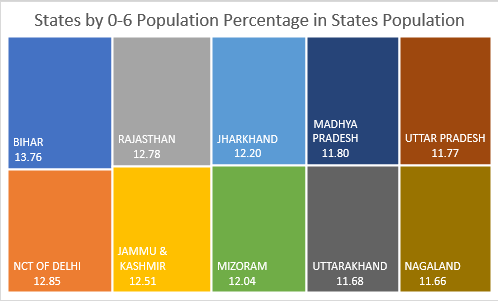 States by 0-6 Population Percentage in States Population
BIHAR
13.76
RAJASTHAN
12.78
JHARKHAND
12.20
MADHYA
PRADESH
11.80
UTTAR PRADESH
11.77
NCT OF DELHI
12.85
JAMMU &
KASHMIR
12.51
MIZORAM
12.04
UTTARAKHAND
11.68
NAGALAND
11.66